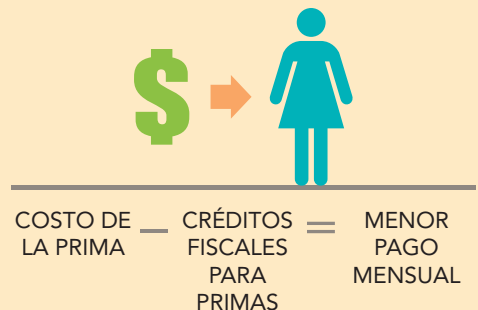 $
COSTO DE
LA PRIMA
—
CRÉDITOS
FISCALES
PARA
PRIMAS
=
MENOR
PAGO
MENSUAL